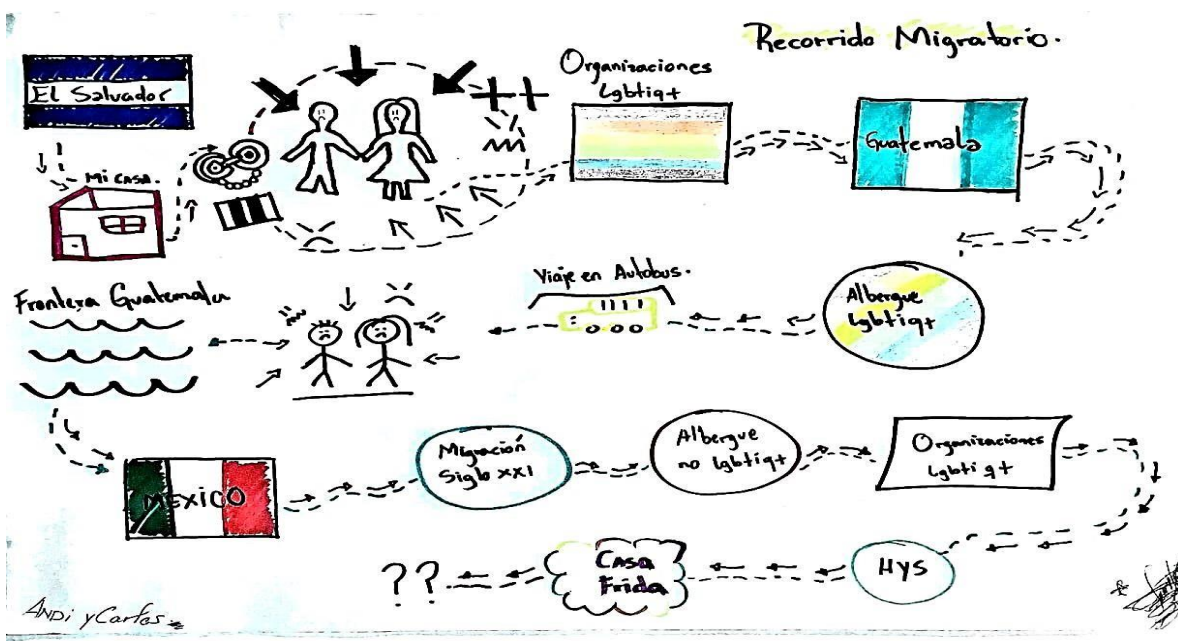 Recorrido Migratorio.
El Salvador
Mi casa.
Organizaciones
Lgbtiq+
Guatemala
Albergue
Lgbtiq+
Viaje en Autobus.
Frontera Guatemala
MEXICO
Migración
Siglo XXI
Albergue
no lgbtiq+
Organizaciones
lgbtiq+
HYS
CASA
Frida
??
ANDi y Carlos